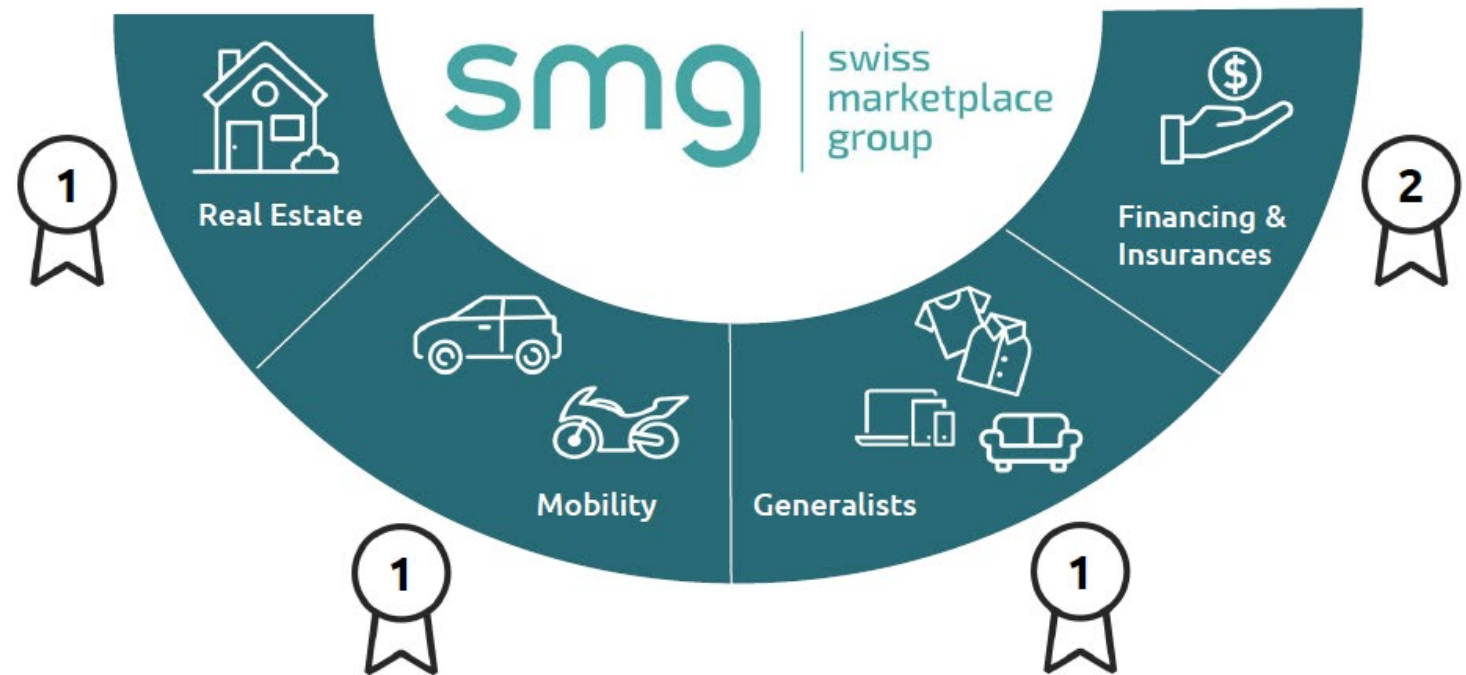 smg
swiss
marketplace
group
$
1
Real Estate
Financing &
Insurances
2
Mobility
Generalists
1
1